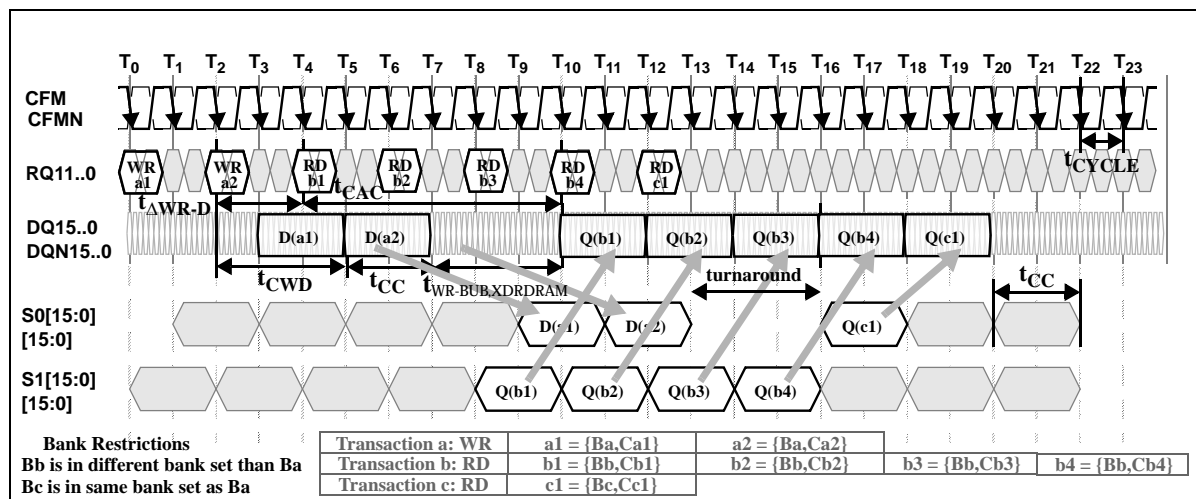 T0 T1 T2 T3 T4 T5 T6 T7 T8 T9 T10 T11 T12 T13 T14 T15 T16 T17 T18 T19 T20 T21 T22 T23
CFM
CFMN
RQ11..0
WR a1
WR a2
RD b1
RD b2
RD b3
RD b4
RD c1
tCYCLE
tΔWR-D
tCAC
DQ15..0
DQN15..0
D(a1) D(a2) Q(b1) Q(b2) Q(b3) Q(b4) Q(c1)
tCWD
tCC
tWR-BUB,XDRDRAM
turnaround
tCC
S0[15:0]
[15:0]
D(a1) D(a2) Q(c1)
S1[15:0]
[15:0]
Q(b1) Q(b2) Q(b3) Q(b4)
Bank Restrictions
Bb is in different bank set than Ba
Bc is in same bank set as Ba
Transaction a: WR a1 = {Ba,Ca1} a2 = {Ba,Ca2}
Transaction b: RD b1 = {Bb,Cb1} b2 = {Bb,Cb2} b3 = {Bb,Cb3} b4 = {Bb,Cb4}
Transaction c: RD c1 = {Bc,Cc1}